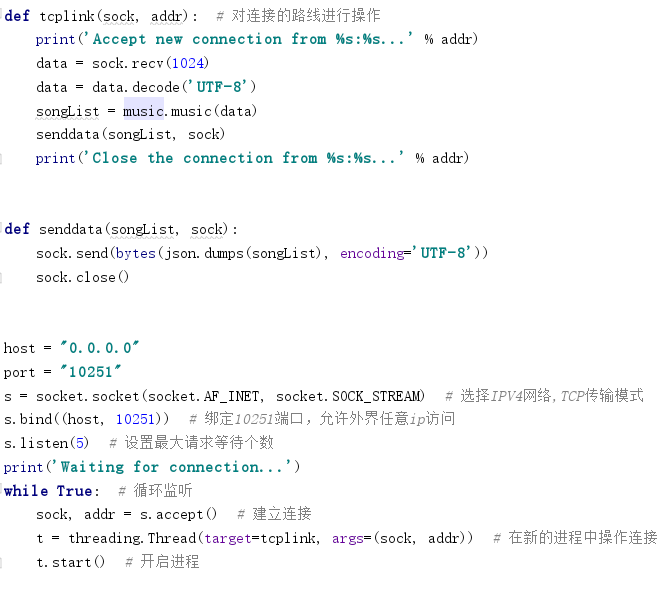 def tcplink(sock, addr):  # 对连接的路线进行操作
    print('Accept new connection from %s:%s...' % addr)
    data = sock.recv(1024)
    data = data.decode('UTF-8')
    songList = music.music(data)
    senddata(songList, sock)
    print('Close the connection from %s:%s...' % addr)
def senddata(songList, sock):
    sock.send(bytes(json.dumps(songList), encoding='UTF-8'))
    sock.close()
host = "0.0.0.0"
port = "10251"
s = socket.socket(socket.AF_INET, socket.SOCK_STREAM)  # 选择IPV4网络,TCP传输模式
s.bind((host, 10251))  # 绑定10251端口，允许外界任意ip访问
s.listen(5)  # 设置最大请求等待个数
print('Waiting for connection...')
while True:  # 循环监听
    sock, addr = s.accept()  # 建立连接
    t = threading.Thread(target=tcplink, args=(sock, addr))  # 在新的进程中操作连接
    t.start()  # 开启进程